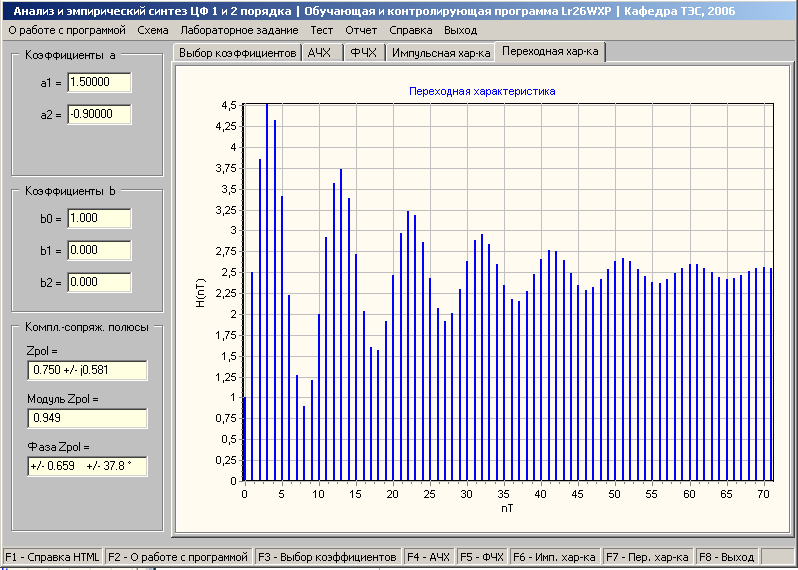 Анализ и эмпирический синтез ЦФ 1 и 2 порядка | Обучающая и контролирующая программа Lr26WXP | Кафедра ТЭС, 2006
О работе с программой Схема Лабораторное задание Тест Отчет Справка Выход
Выбор коэффициентов АЧХ ФЧХ Импульсная хар-ка Переходная хар-ка
Коэффициенты a
a1 = 1.50000
a2 = -0.90000
Коэффициенты b
b0 = 1.000
b1 = 0.000
b2 = 0.000
Компл.-сопряж. полюсы
Zpol =
0.750 +/- j0.581
Модуль Zpol =
0.949
Фаза Zpol =
+/- 0.659 +/- 37.8 °
Переходная характеристика
4,5
4,25
4
3,75
3,5
3,25
3
2,75
2,5
2,25
2
1,75
1,5
1,25
1
0,75
0,5
0,25
0
H(nT)
0 5 10 15 20 25 30 35 40 45 50 55 60 65 70
nT
F1 - Справка HTML F2 - О работе с программой F3 - Выбор коэффициентов F4 - АЧХ F5 - ФЧХ F6 - Имп. хар-ка F7 - Пер. хар-ка F8 - Выход